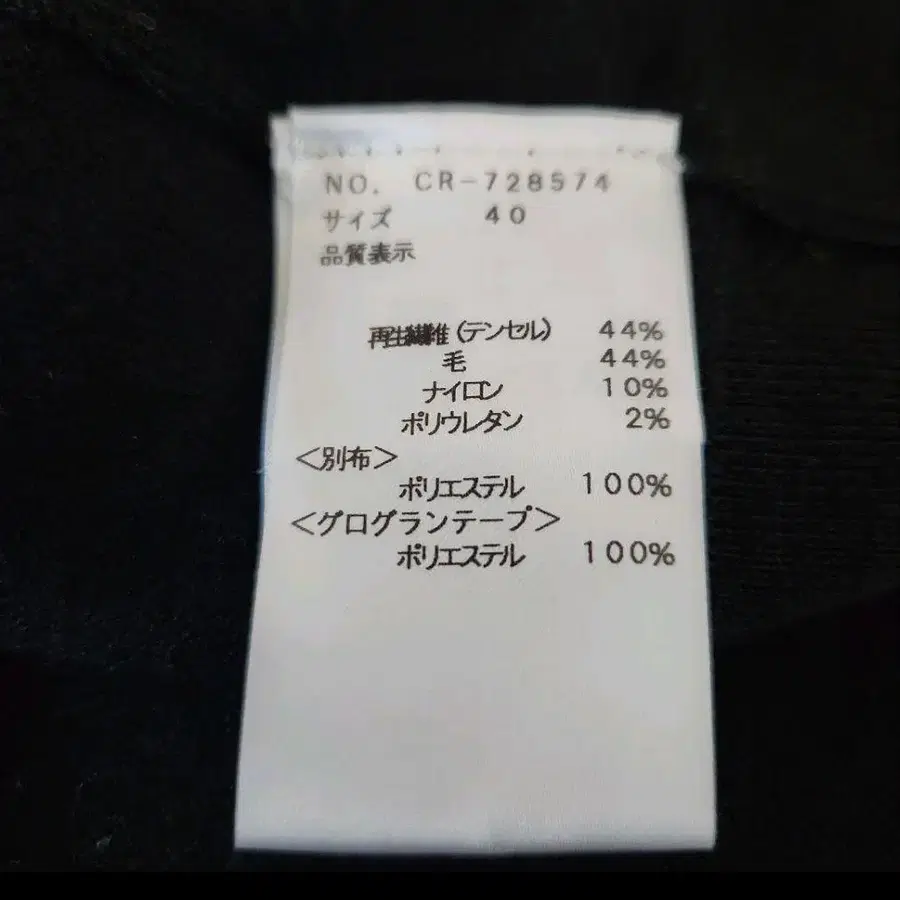 NO. CR-728574
サイズ 40
品質表示
再生繊維(テンセル) 44%
毛 44%
ナイロン 10%
ポリウレタン 2%
<別布>
ポリエステル 100%
<グログランテープ>
ポリエステル 100%